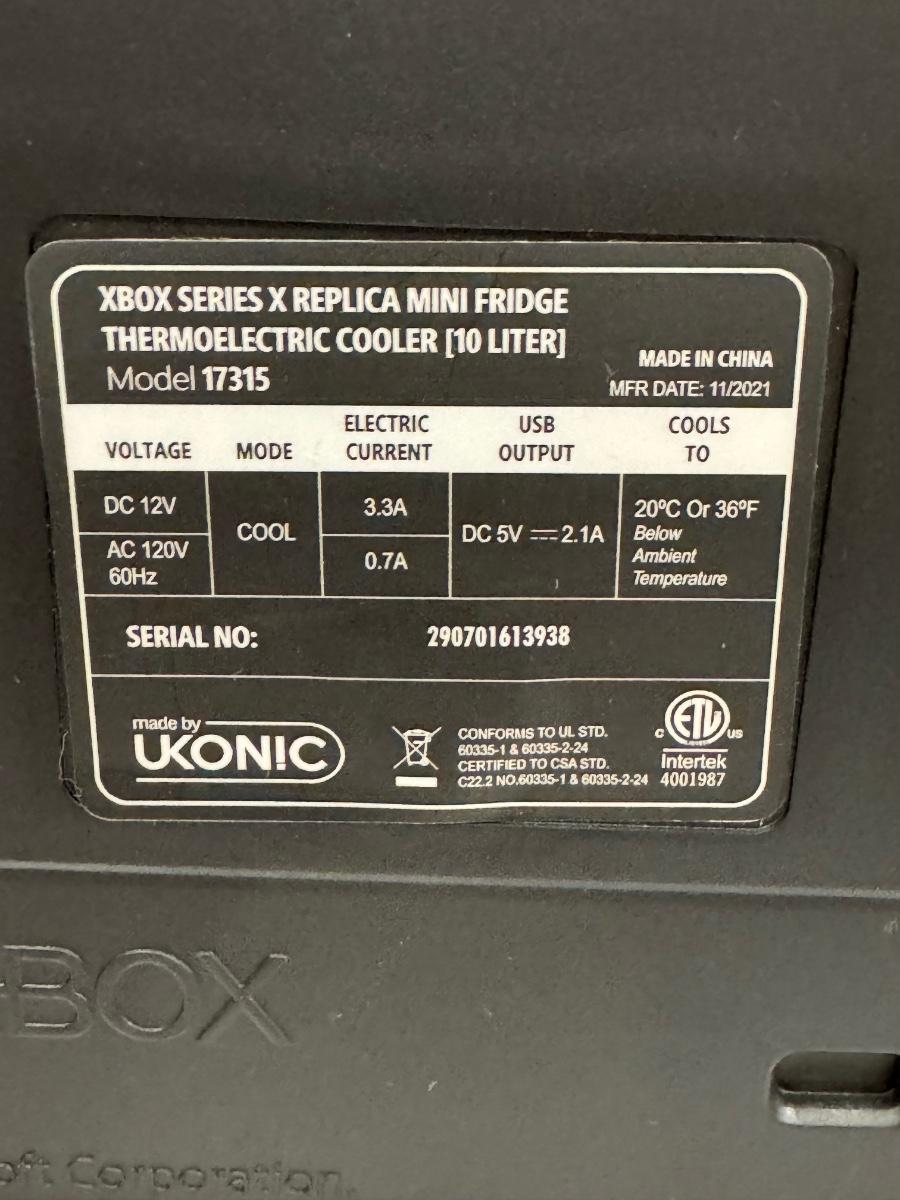 XBOX SERIES X REPLICA MINI FRIDGE
THERMOELECTRIC COOLER [10 LITER]
Model 17315
MADE IN CHINA
MFR DATE: 11/2021
VOLTAGE
MODE
ELECTRIC
CURRENT
USB
OUTPUT
COOLS
TO
DC 12V
AC 120V
60Hz
COOL
3.3A
0.7A
DC 5V ⎓ 2.1A
20ºC Or 36ºF
Below
Ambient
Temperature
SERIAL NO: 290701613938
made by
UKON!C
CONFORMS TO UL STD.
60335-1 & 60335-2-24
CERTIFIED TO CSA STD.
C22.2 NO.60335-1 & 60335-2-24
C ETL US
Intertek
4001987
BOX
oft Corporation.